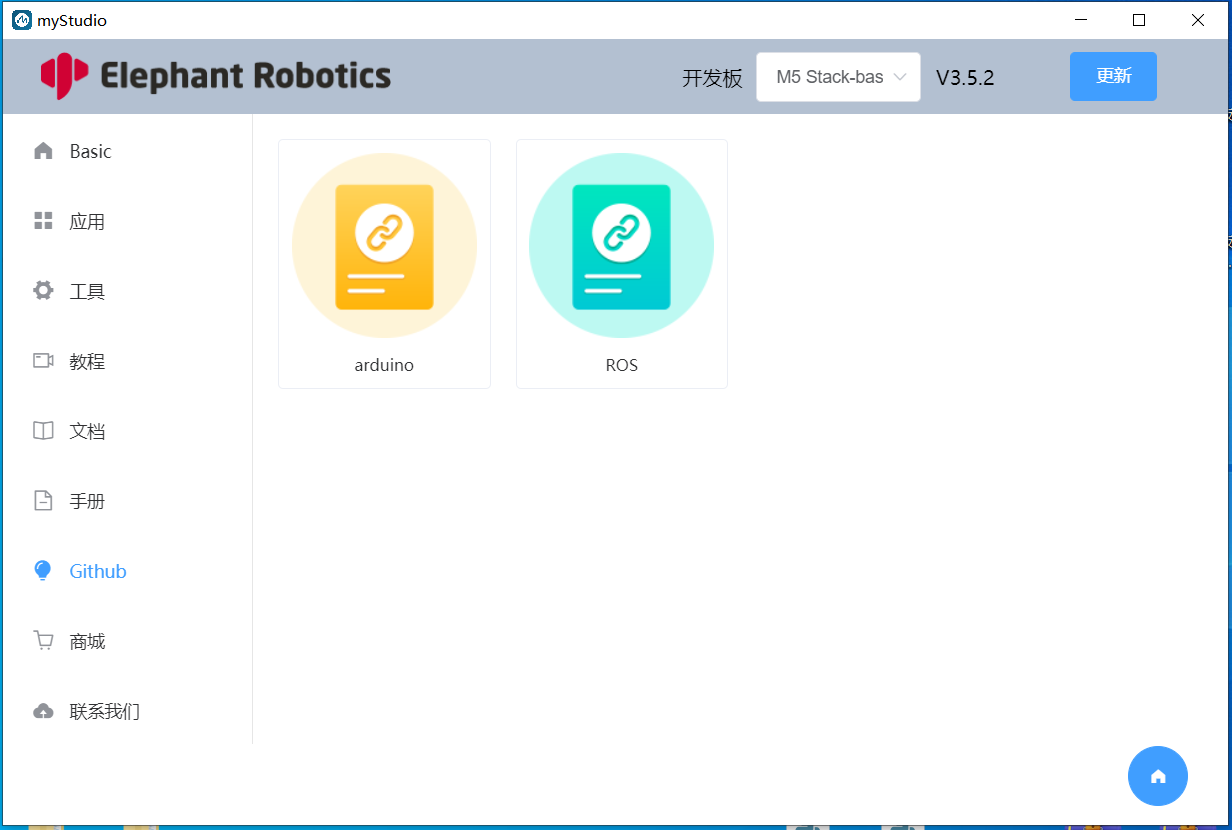 myStudio
Elephant Robotics
开发板
M5 Stack-bas
V3.5.2
更新
Basic
应用
工具
教程
文档
手册
Github
商城
联系我们
arduino
ROS